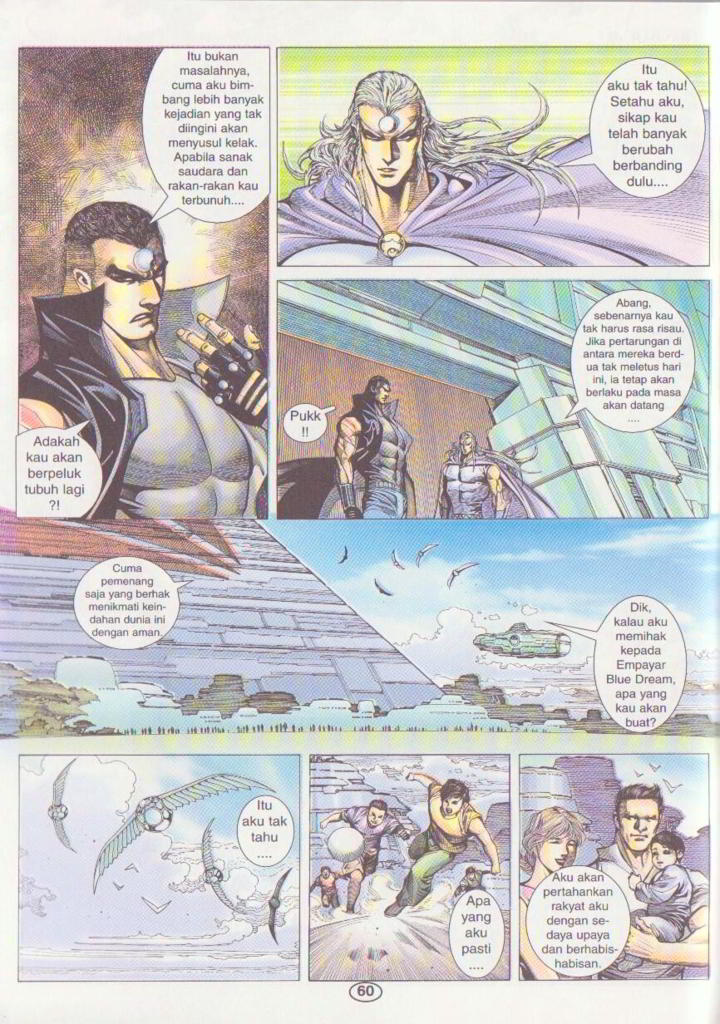 Itu bukan
masalahnya,
cuma aku bim-
bang lebih banyak
kejadian yang tak
diingini akan
menyusul kelak.
Apabila sanak
saudara dan
rakan-rakan kau
terbunuh....
Adakah
kau akan
berpeluk
tubuh lagi
?!
Itu
aku tak tahu!
Setahu aku,
sikap kau
telah banyak
berubah
berbanding
dulu....
Abang,
sebenarnya kau
tak harus rasa risau.
Jika pertarungan di
antara mereka berd-
ua tak meletus hari
ini, ia tetap akan
berlaku pada masa
akan datang
....
Pukk
!!
Cuma
pemenang
saja yang berhak
menikmati kein-
dahan dunia ini
dengan aman.
Dik,
kalau aku
memihak
kepada
Empayar
Blue Dream,
apa yang
kau akan
buat?
Itu
aku tak
tahu
....
Apa
yang
aku
pasti
....
Aku akan
pertahankan
rakyat aku
dengan se-
daya upaya
dan berhabis-
habisan.
60